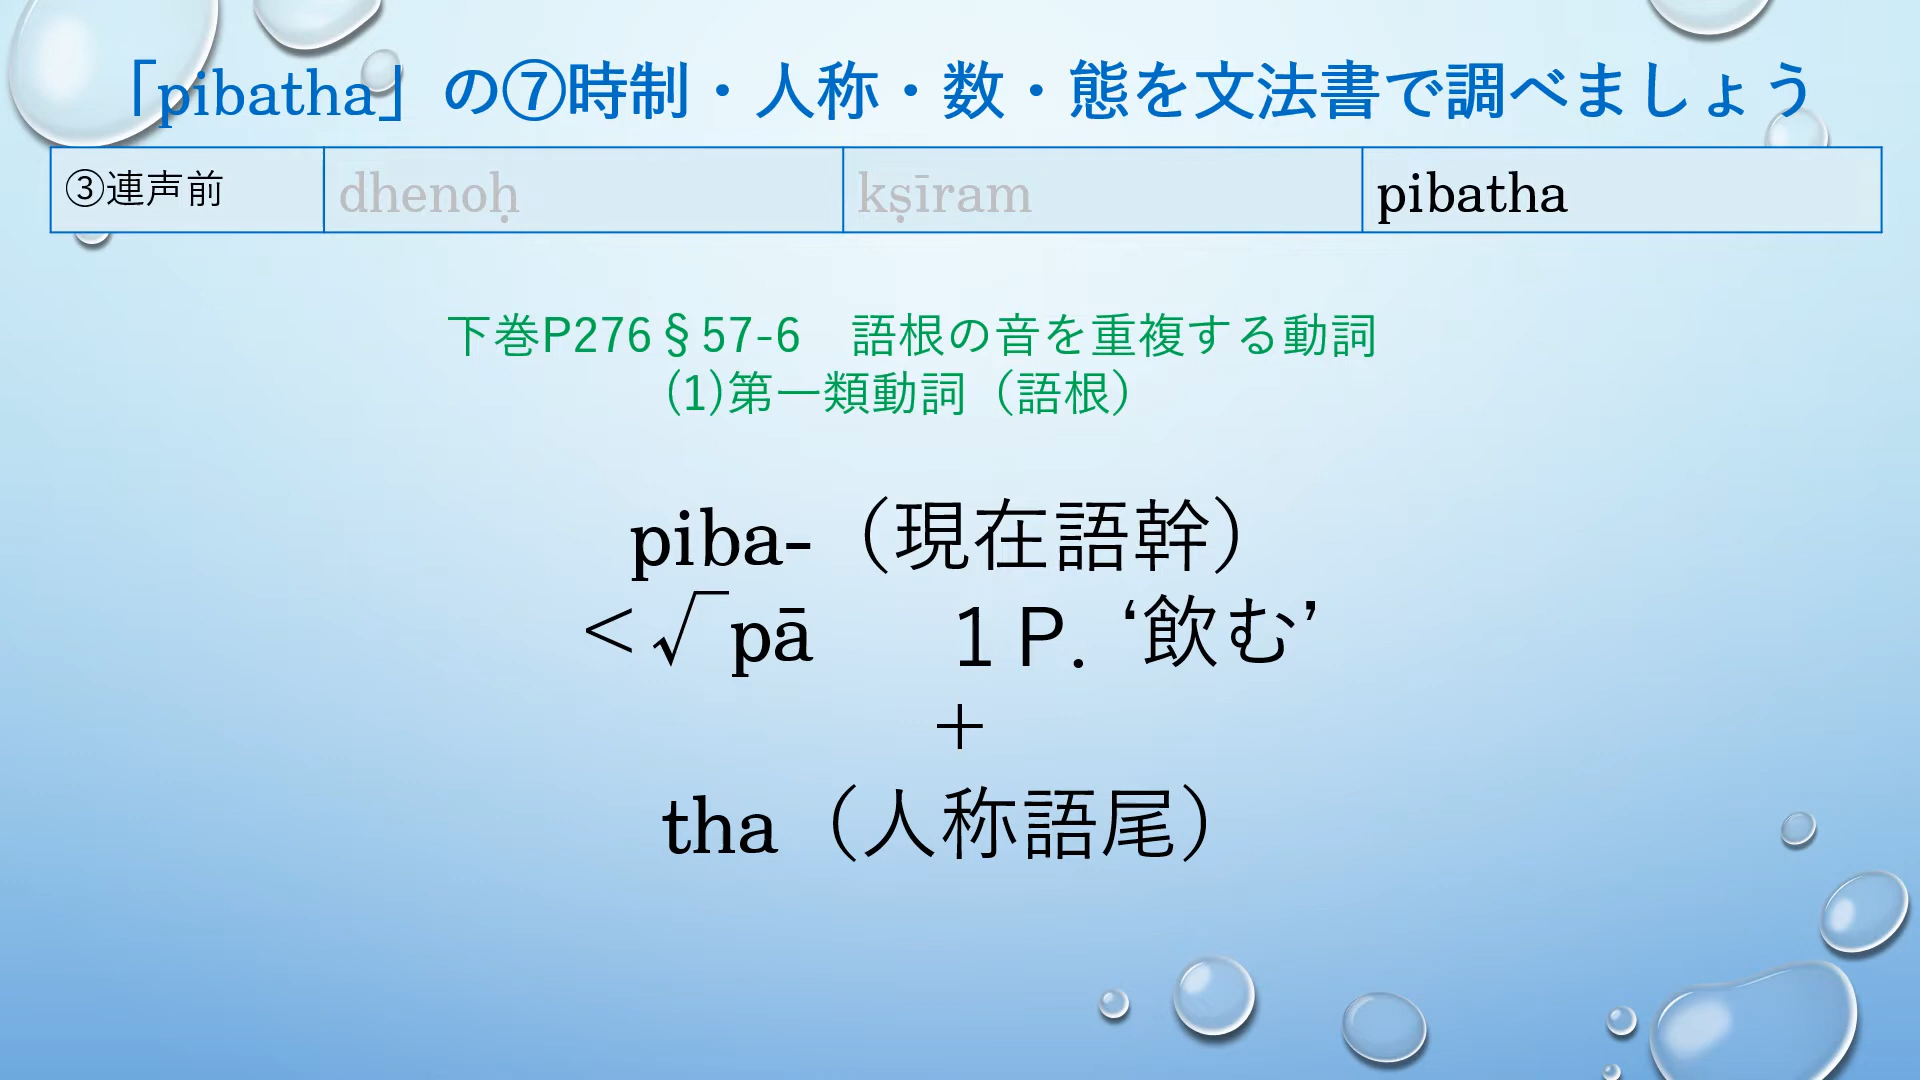 「pibatha」の⑦時制・人称・数・態を文法書で調べましょう
③連声前 dhenoḥ kṣīram pibatha
下巻P276§57-6　語根の音を重複する動詞
(1)第一類動詞（語根）
piba-（現在語幹）
＜√pā　１P. ‘飲む’
＋
tha（人称語尾）